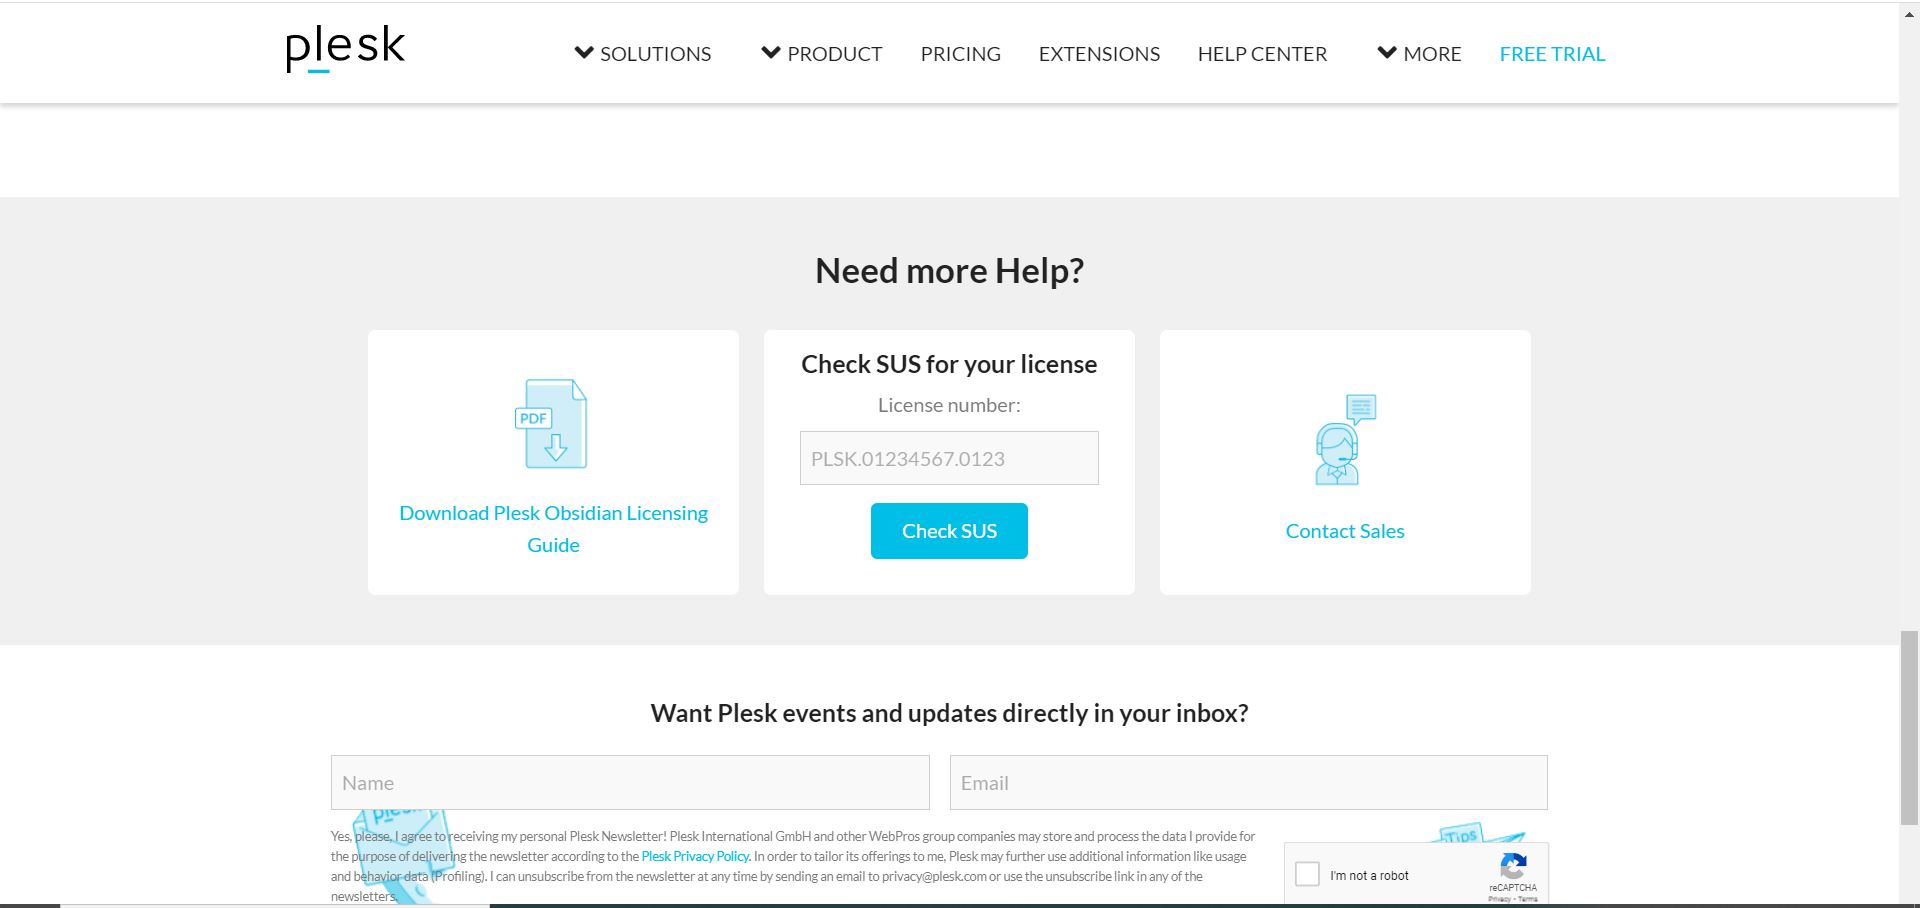 plesk
SOLUTIONS
PRODUCT
PRICING
EXTENSIONS
HELP CENTER
MORE
FREE TRIAL
Need more Help?
PDF
Download Plesk Obsidian Licensing
Guide
Check SUS for your license
License number:
PLSK.01234567.0123
Check SUS
Contact Sales
Want Plesk events and updates directly in your inbox?
Name
Email
plesk
Yes, please, I agree to receiving my personal Plesk Newsletter! Plesk International GmbH and other WebPros group companies may store and process the data I provide for
the purpose of delivering the newsletter according to the Plesk Privacy Policy. In order to tailor its offerings to me, Plesk may further use additional information like usage
and behavior data (Profiling). I can unsubscribe from the newsletter at any time by sending an email to privacy@plesk.com or use the unsubscribe link in any of the
newsletters.
Tips
I'm not a robot
reCAPTCHA
Privacy - Terms